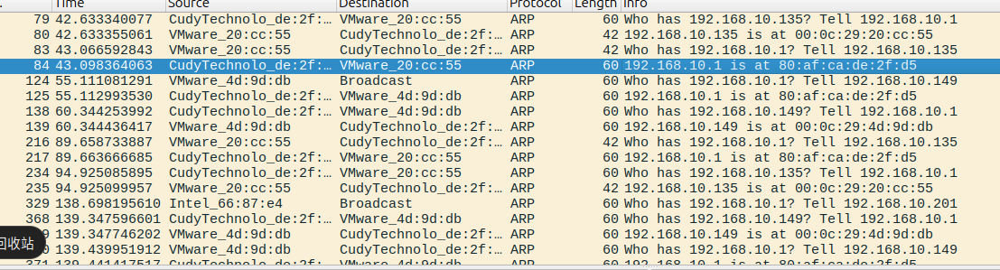 Time Source Destination Protocol Length Info
79 42.633340077 CudyTechnolo_de:2f:… VMware_20:cc:55 ARP 60 Who has 192.168.10.135? Tell 192.168.10.1
80 42.633355061 VMware_20:cc:55 CudyTechnolo_de:2f:… ARP 42 192.168.10.135 is at 00:0c:29:20:cc:55
83 43.066592843 VMware_20:cc:55 CudyTechnolo_de:2f:… ARP 42 Who has 192.168.10.1? Tell 192.168.10.135
84 43.098364063 CudyTechnolo_de:2f:… VMware_20:cc:55 ARP 60 192.168.10.1 is at 80:af:ca:de:2f:d5
124 55.111081291 VMware_4d:9d:db Broadcast ARP 60 Who has 192.168.10.1? Tell 192.168.10.149
125 55.112993530 CudyTechnolo_de:2f:… VMware_4d:9d:db ARP 60 192.168.10.1 is at 80:af:ca:de:2f:d5
138 60.344253992 CudyTechnolo_de:2f:… VMware_4d:9d:db ARP 60 Who has 192.168.10.149? Tell 192.168.10.1
139 60.344436417 VMware_4d:9d:db CudyTechnolo_de:2f:… ARP 60 192.168.10.149 is at 00:0c:29:4d:9d:db
216 89.658733887 VMware_20:cc:55 CudyTechnolo_de:2f:… ARP 42 Who has 192.168.10.1? Tell 192.168.10.135
217 89.663666685 CudyTechnolo_de:2f:… VMware_20:cc:55 ARP 60 192.168.10.1 is at 80:af:ca:de:2f:d5
234 94.925085895 CudyTechnolo_de:2f:… VMware_20:cc:55 ARP 60 Who has 192.168.10.135? Tell 192.168.10.1
235 94.925099957 VMware_20:cc:55 CudyTechnolo_de:2f:… ARP 42 192.168.10.135 is at 00:0c:29:20:cc:55
329 138.698195610 Intel_66:87:e4 Broadcast ARP 60 Who has 192.168.10.1? Tell 192.168.10.201
368 139.347596601 CudyTechnolo_de:2f:… VMware_4d:9d:db ARP 60 Who has 192.168.10.149? Tell 192.168.10.1
139.347746202 VMware_4d:9d:db CudyTechnolo_de:2f:… ARP 60 192.168.10.149 is at 00:0c:29:4d:9d:db
回收站
139.439951912 VMware_4d:9d:db CudyTechnolo_de:2f:… ARP 60 Who has 192.168.10.1? Tell 192.168.10.149
371 139.441417517 CudyTechnolo_de:2f:… VMware_4d:9d:db ARP 60 192.168.10.1 is at 80:af:ca:de:2f:d5